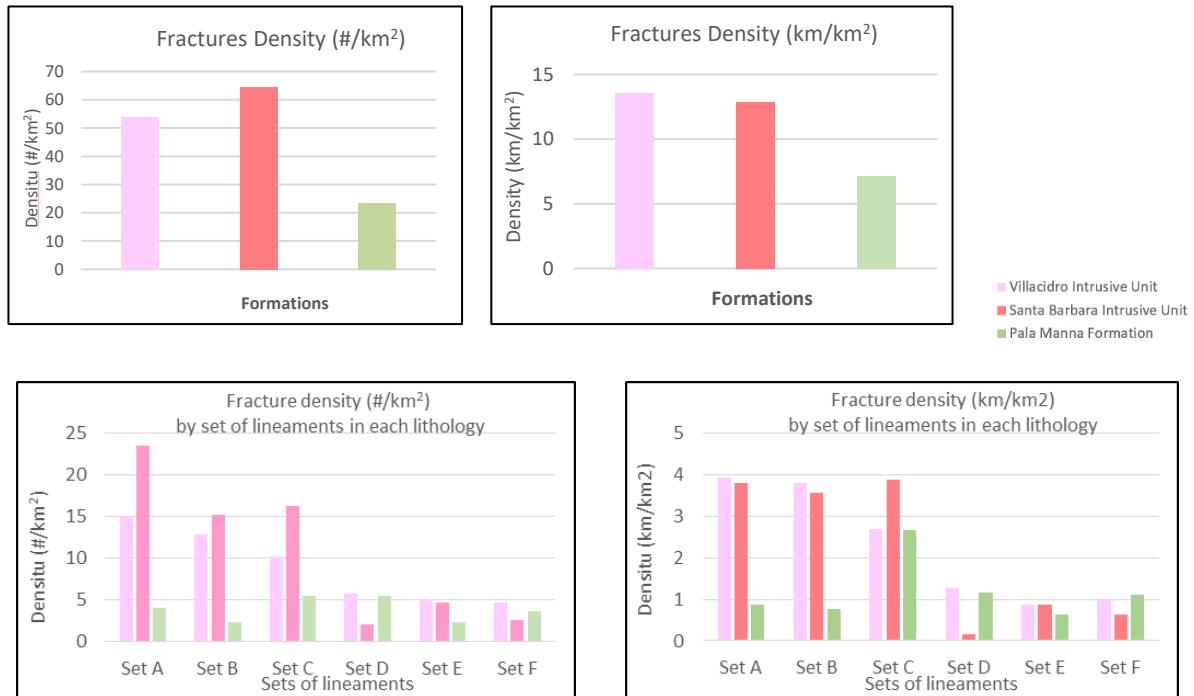 Fractures Density (#/km²)
70
60
50
40
30
20
10
0
Densitu (#/km²)
Formations
Fractures Density (km/km²)
15
10
5
0
Density (km/km²)
Formations
Villacidro Intrusive Unit
Santa Barbara Intrusive Unit
Pala Manna Formation
Fracture density (#/km²)
by set of lineaments in each lithology
25
20
15
10
5
0
Densitu (#/km²)
Set A Set B Set C Set D Set E Set F
Sets of lineaments
Fracture density (km/km2)
by set of lineaments in each lithology
5
4
3
2
1
0
Densitu (km/km2)
Set A Set B Set C Set D Set E Set F
Sets of lineaments